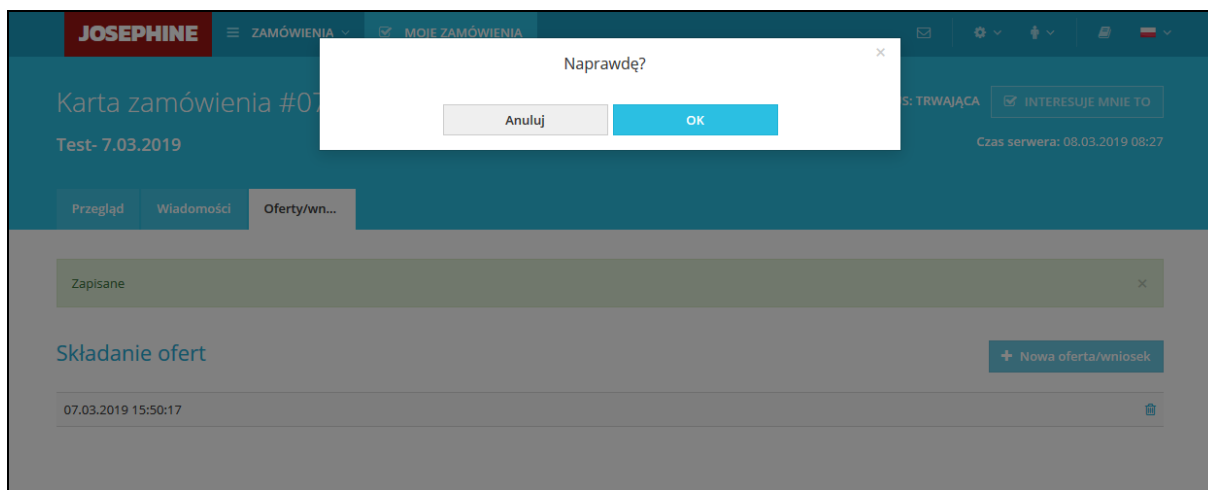 JOSEPHINE ZAMÓWIENIA MOJE ZAMÓWIENIA
Naprawdę?
Anuluj OK
Karta zamówienia #07
S: TRWAJĄCA INTERESUJE MNIE TO
Test- 7.03.2019
Czas serwera: 08.03.2019 08:27
Przegląd Wiadomości Oferty/wn...
Zapisane
Składanie ofert
+ Nowa oferta/wniosek
07.03.2019 15:50:17